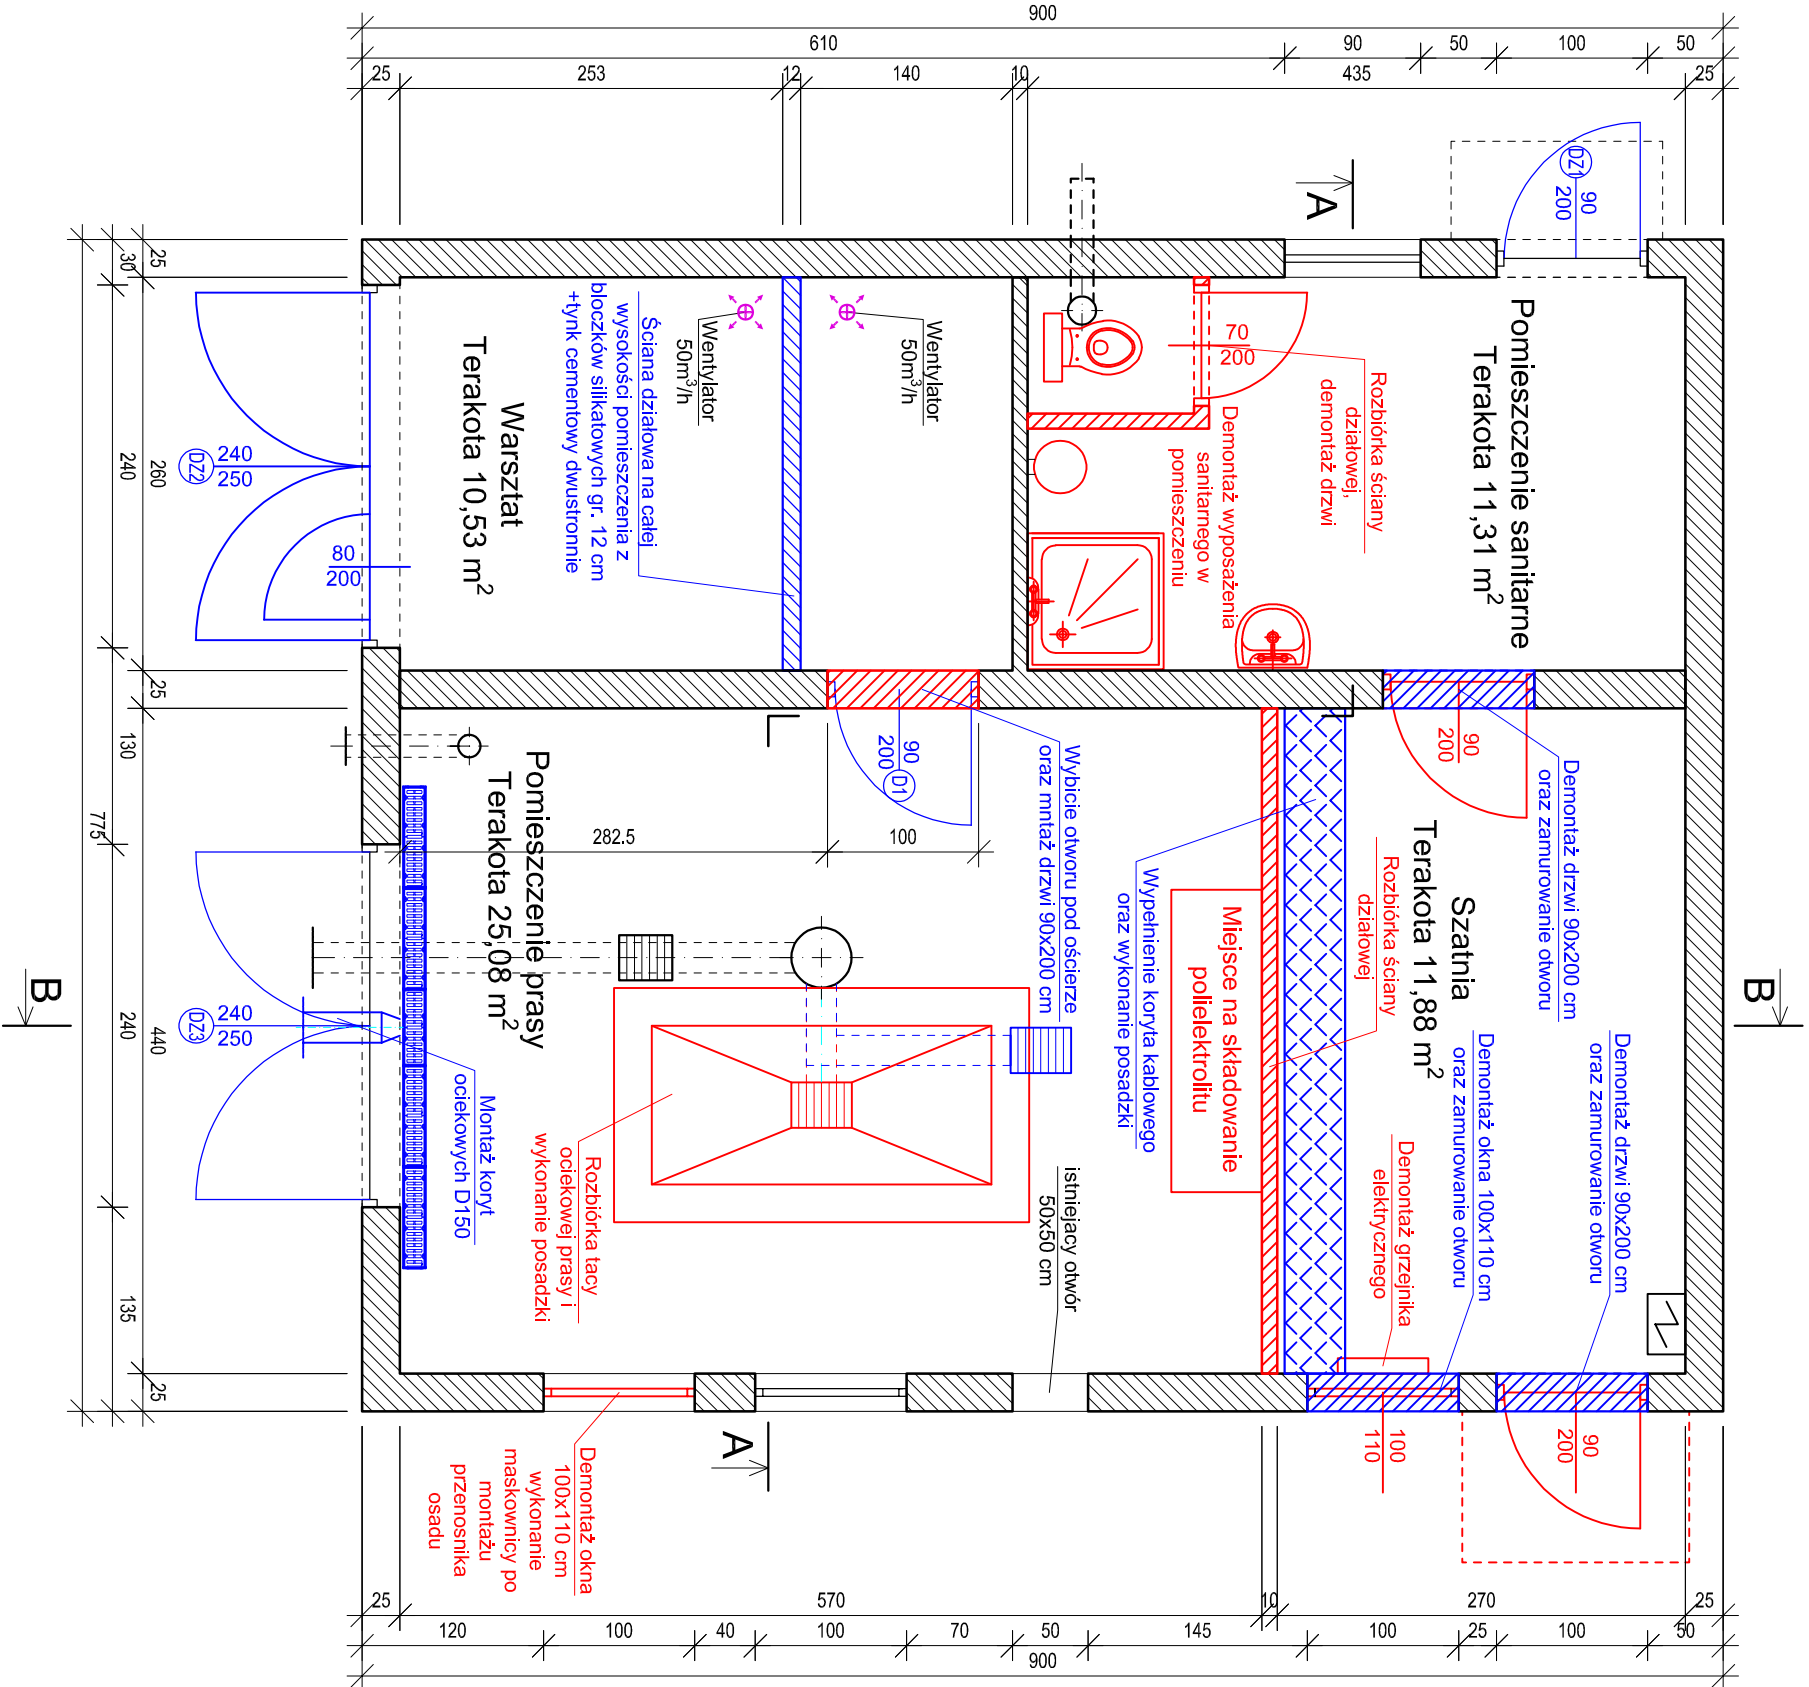 900
610
90
50
100
50
25
253
12
140
10
435
25
DZ1
90
200
A
Pomieszczenie sanitarne
Terakota 11,31 m²
Rozbiórka ściany
działowej,
demontaż drzwi
70
200
Demontaż wyposażenia
sanitarnego w
pomieszczeniu
Wentylator
50m³/h
Wentylator
50m³/h
Ściana działowa na całej
wysokości pomieszczenia z
bloczków silikatowych gr. 12 cm
+tynk cementowy dwustronnie
Warsztat
Terakota 10,53 m²
DZ2
240
250
80
200
25
30
260
240
25
130
775
440
240
135
25
Demontaż drzwi 90x200 cm
oraz zamurowanie otworu
90
200
Szatnia
Terakota 11,88 m²
Rozbiórka ściany
działowej
Demontaż drzwi 90x200 cm
oraz zamurowanie otworu
Demontaż okna 100x110 cm
oraz zamurowanie otworu
Demontaż grzejnika
elektrycznego
Miejsce na składowanie
polielektrolitu
Wypełnienie koryta kablowego
oraz wykonanie posadzki
Wybicie otworu pod ościerze
oraz mntaż drzwi 90x200 cm
90
200
D1
282.5
100
Pomieszczenie prasy
Terakota 25,08 m²
istniejacy otwór
50x50 cm
Rozbiórka tacy
ociekowej prasy i
wykonanie posadzki
Montaż koryt
ociekowych D150
DZ3
240
250
B
B
90
200
100
110
A
Demontaż okna
100x110 cm
wykonanie
maskownicy po
montażu
przenosnika
osadu
25
570
10
270
25
120
100
40
100
70
50
145
100
25
100
50
900